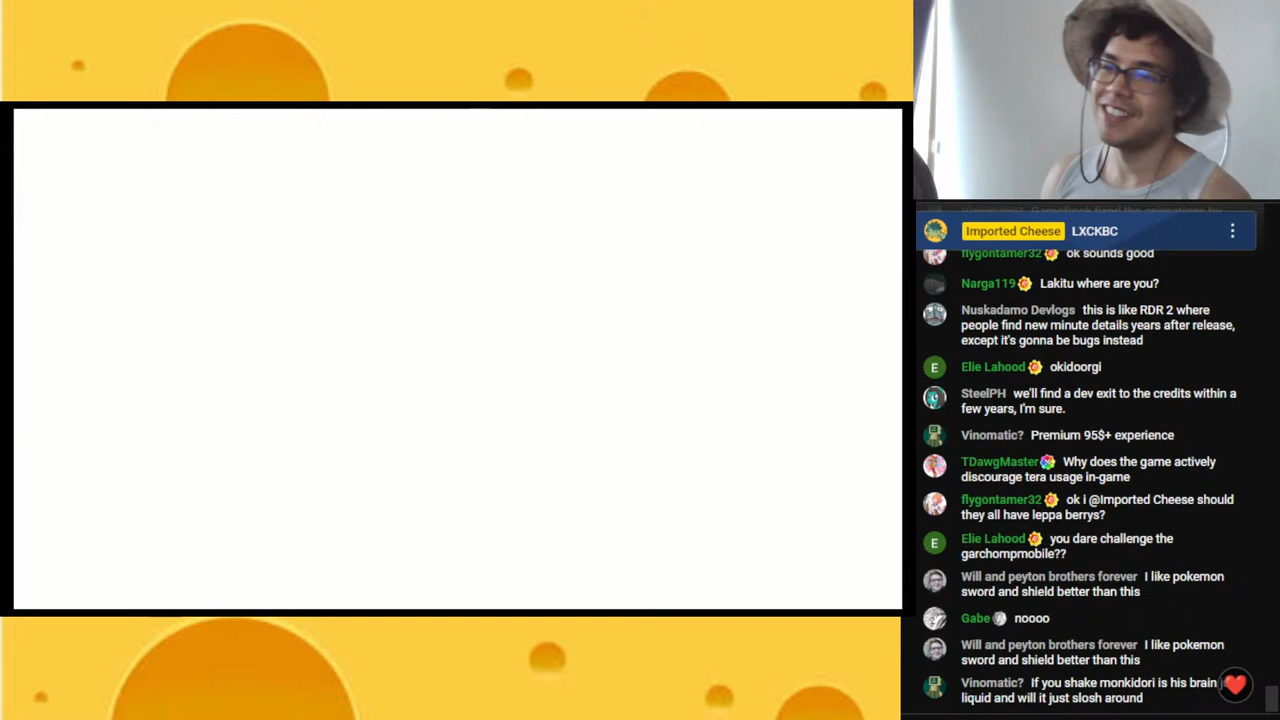 Imported Cheese LXCKBC
flygontamer32 ok sounds good
Narga119 Lakitu where are you?
Nuskadamo Devlogs this is like RDR 2 where
people find new minute details years after release,
except it's gonna be bugs instead
E Elie Lahood okidoorgi
SteelPH we'll find a dev exit to the credits within a
few years, I'm sure.
Vinomatic? Premium 95$+ experience
TDawgMaster Why does the game actively
discourage tera usage in-game
flygontamer32 ok i @Imported Cheese should
they all have leppa berrys?
E Elie Lahood you dare challenge the
garchompmobile??
Will and peyton brothers forever I like pokemon
sword and shield better than this
Gabe noooo
Will and peyton brothers forever I like pokemon
sword and shield better than this
Vinomatic? If you shake monkidori is his brain
liquid and will it just slosh around